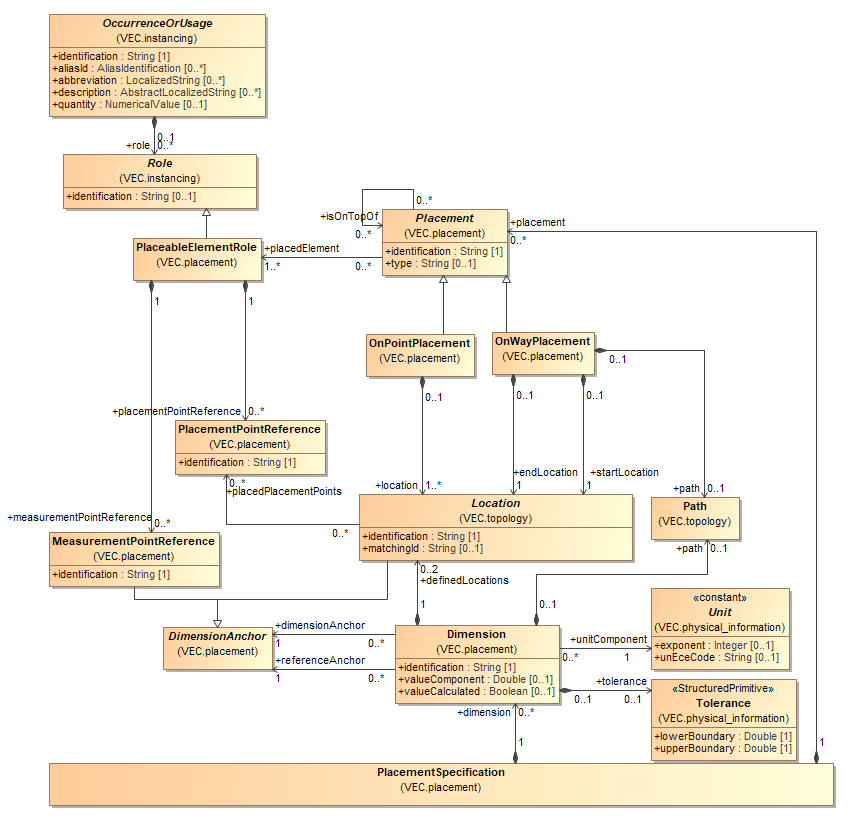 OccurrenceOrUsage
(VEC.instancing)
+identification : String [1]
+aliasId : AliasIdentification [0..*]
+abbreviation : LocalizedString [0..*]
+description : AbstractLocalizedString [0..*]
+quantity : NumericalValue [0..1]
0..1
+role 0..*
Role
(VEC.instancing)
+identification : String [0..1]
0..*
+isOnTopOf
0..*
Placement
(VEC.placement)
+identification : String [1]
+type : String [0..1]
+placement
0..*
PlaceableElementRole
(VEC.placement)
+placedElement
1..*
0..*
1
1
OnPointPlacement
(VEC.placement)
OnWayPlacement
(VEC.placement)
0..1
0..1
0..1
0..1
+placementPointReference 0..*
PlacementPointReference
(VEC.placement)
+identification : String [1]
0..*
+placedPlacementPoints
+location 1..*
+endLocation
1
+startLocation
1
+path 0..1
Location
(VEC.topology)
+identification : String [1]
+matchingId : String [0..1]
0..*
Path
(VEC.topology)
+path 0..1
+measurementPointReference 0..*
MeasurementPointReference
(VEC.placement)
+identification : String [1]
0..2
+definedLocations
1
0..1
DimensionAnchor
(VEC.placement)
+dimensionAnchor
1
0..*
+referenceAnchor
1
0..*
Dimension
(VEC.placement)
+identification : String [1]
+valueComponent : Double [0..1]
+valueCalculated : Boolean [0..1]
+unitComponent
0..*
1
«constant»
Unit
(VEC.physical_information)
+exponent : Integer [0..1]
+unEceCode : String [0..1]
+tolerance
0..1
0..1
«StructuredPrimitive»
Tolerance
(VEC.physical_information)
+lowerBoundary : Double [1]
+upperBoundary : Double [1]
+dimension 0..*
1
1
PlacementSpecification
(VEC.placement)